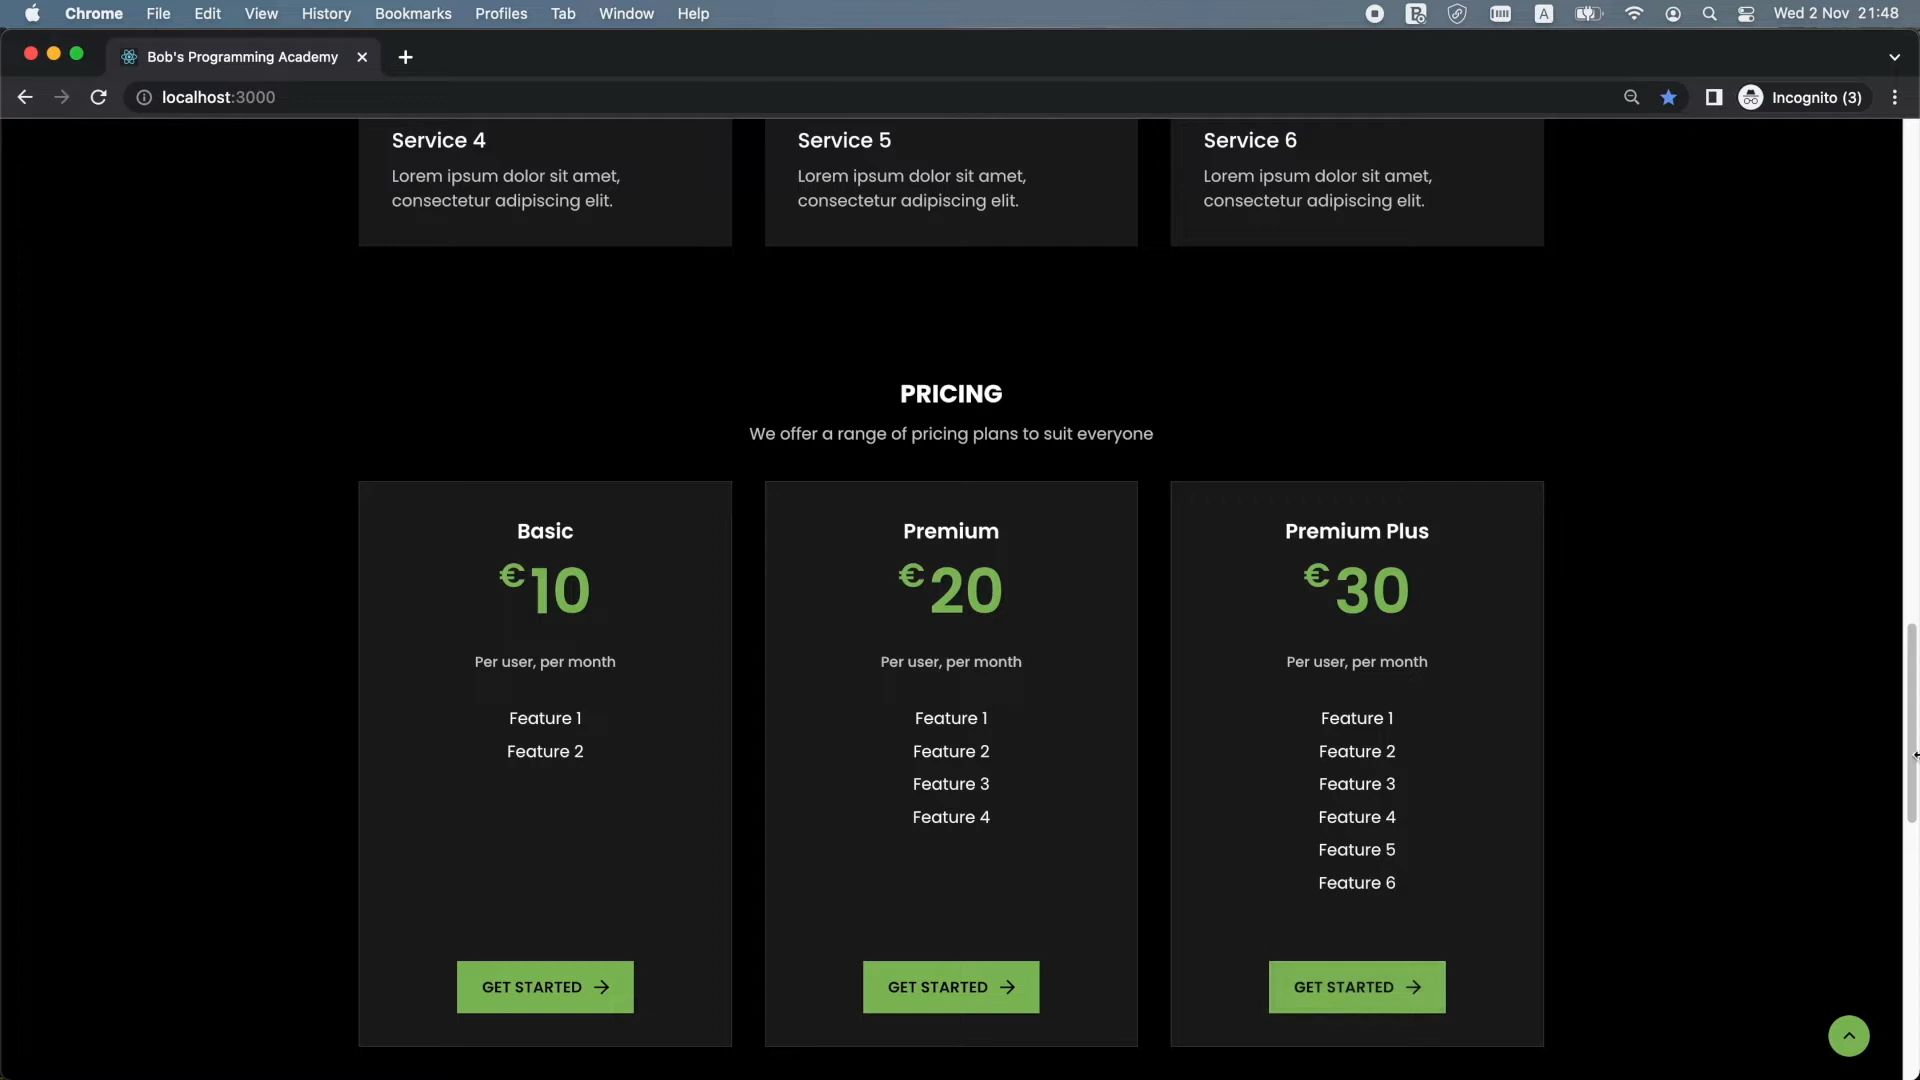 Chrome File Edit View History Bookmarks Profiles Tab Window Help
A
Wed 2 Nov 21:48
Bob's Programming Academy
localhost:3000
Incognito (3)
Service 4
Lorem ipsum dolor sit amet,
consectetur adipiscing elit.
Service 5
Lorem ipsum dolor sit amet,
consectetur adipiscing elit.
Service 6
Lorem ipsum dolor sit amet,
consectetur adipiscing elit.
PRICING
We offer a range of pricing plans to suit everyone
Basic
€10
Per user, per month
Feature 1
Feature 2
GET STARTED
Premium
€20
Per user, per month
Feature 1
Feature 2
Feature 3
Feature 4
GET STARTED
Premium Plus
€30
Per user, per month
Feature 1
Feature 2
Feature 3
Feature 4
Feature 5
Feature 6
GET STARTED